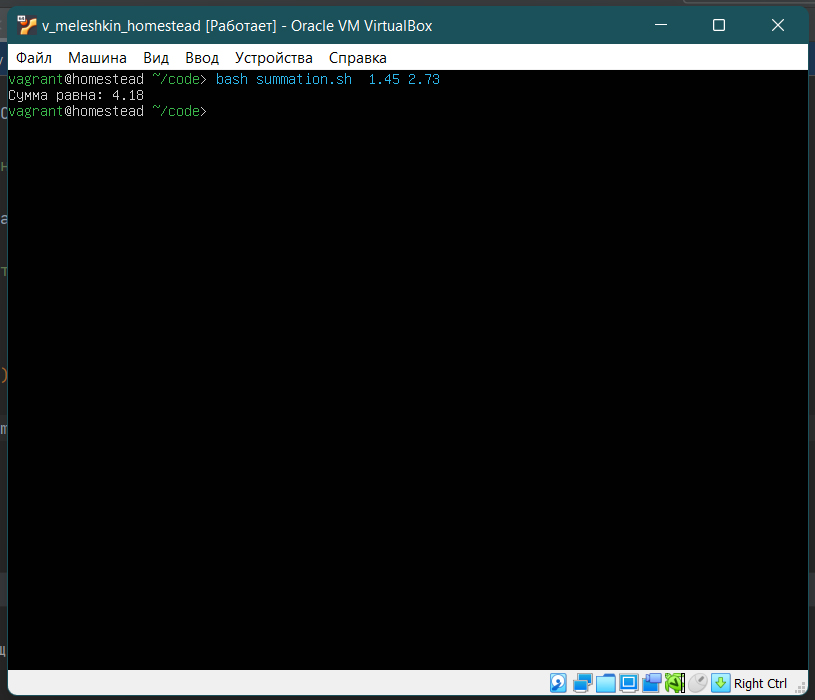 v_meleshkin_homestead [Работает] - Oracle VM VirtualBox
Файл Машина Вид Ввод Устройства Справка
vagrant@homestead ~/code> bash summation.sh  1.45 2.73
Сумма равна: 4.18
vagrant@homestead ~/code>
Right Ctrl